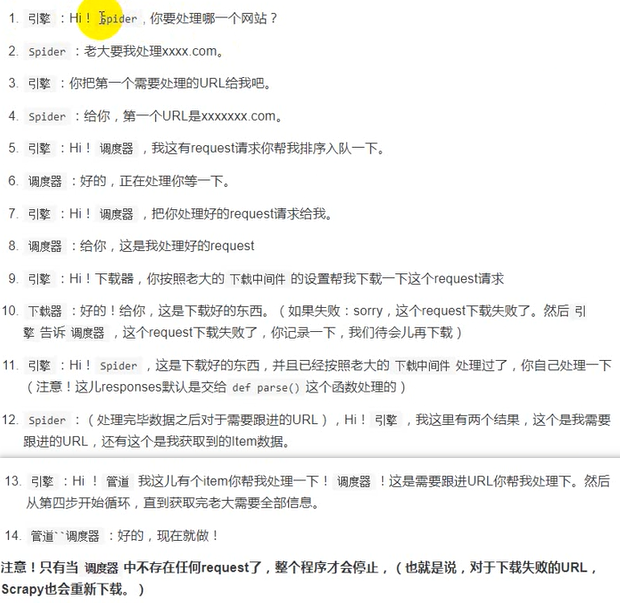 1. 引擎 ：Hi！ Spider ，你要处理哪一个网站？
2. Spider ：老大要我处理xxxx.com。
3. 引擎 ：你把第一个需要处理的URL给我吧。
4. Spider ：给你，第一个URL是xxxxxxx.com。
5. 引擎 ：Hi！ 调度器 ，我这有request请求你帮我排序入队一下。
6. 调度器 ：好的，正在处理你等一下。
7. 引擎 ：Hi！ 调度器 ，把你处理好的request请求给我。
8. 调度器 ：给你，这是我处理好的request
9. 引擎 ：Hi！下载器，你按照老大的 下载中间件 的设置帮我下载一下这个request请求
10. 下载器 ：好的！给你，这是下载好的东西。（如果失败：sorry，这个request下载失败了。然后 引
擎 告诉 调度器 ，这个request下载失败了，你记录一下，我们待会儿再下载）
11. 引擎 ：Hi！ Spider ，这是下载好的东西，并且已经按照老大的 下载中间件 处理过了，你自己处理一下
（注意！这儿responses默认是交给 def parse() 这个函数处理的）
12. Spider ：（处理完毕数据之后对于需要跟进的URL），Hi！ 引擎 ，我这里有两个结果，这个是我需要
跟进的URL，还有这个是我获取到的Item数据。
13. 引擎 ：Hi ！ 管道 我这儿有个item你帮我处理一下！ 调度器 ！这是需要跟进URL你帮我处理下。然后
从第四步开始循环，直到获取完老大需要全部信息。
14. 管道``调度器 ：好的，现在就做！
注意！只有当 调度器 中不存在任何request了，整个程序才会停止，（也就是说，对于下载失败的URL，
Scrapy也会重新下载。）